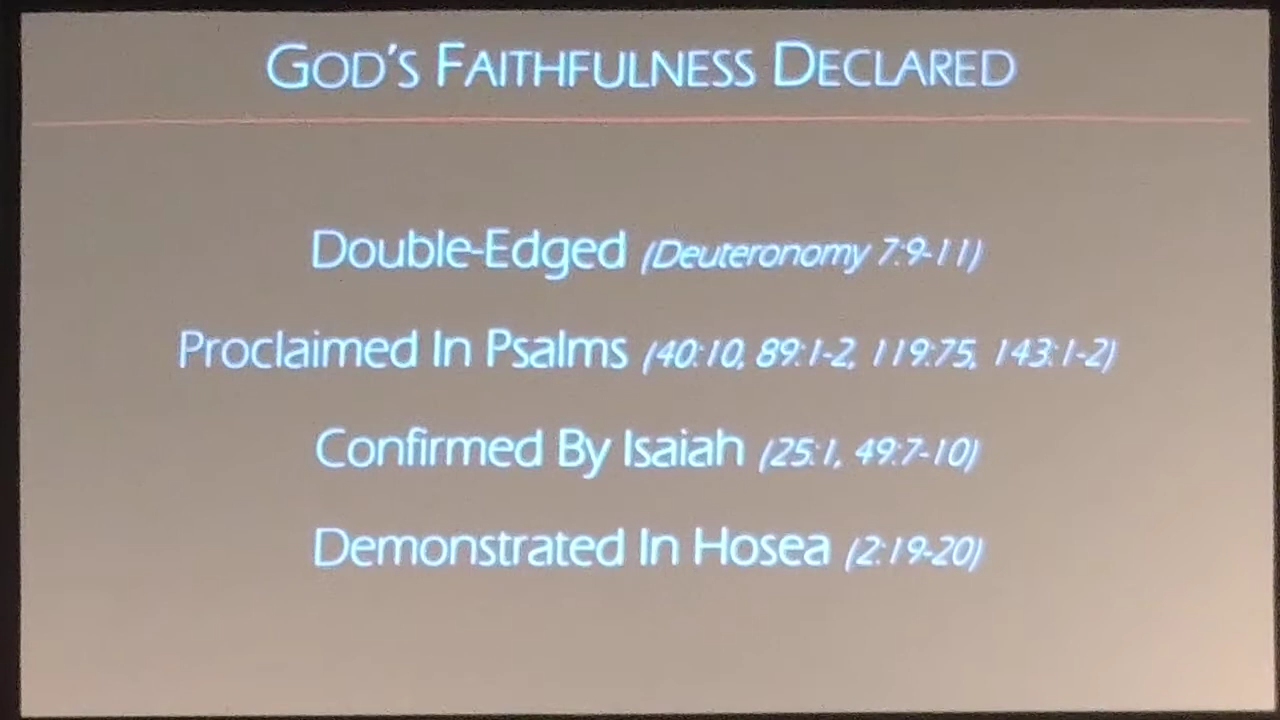 GOD'S FAITHFULNESS DECLARED
Double-Edged (Deuteronomy 7:9-11)
Proclaimed In Psalms (40:10, 89:1-2, 119:75, 143:1-2)
Confirmed By Isaiah (25:1, 49:7-10)
Demonstrated In Hosea (2:19-20)